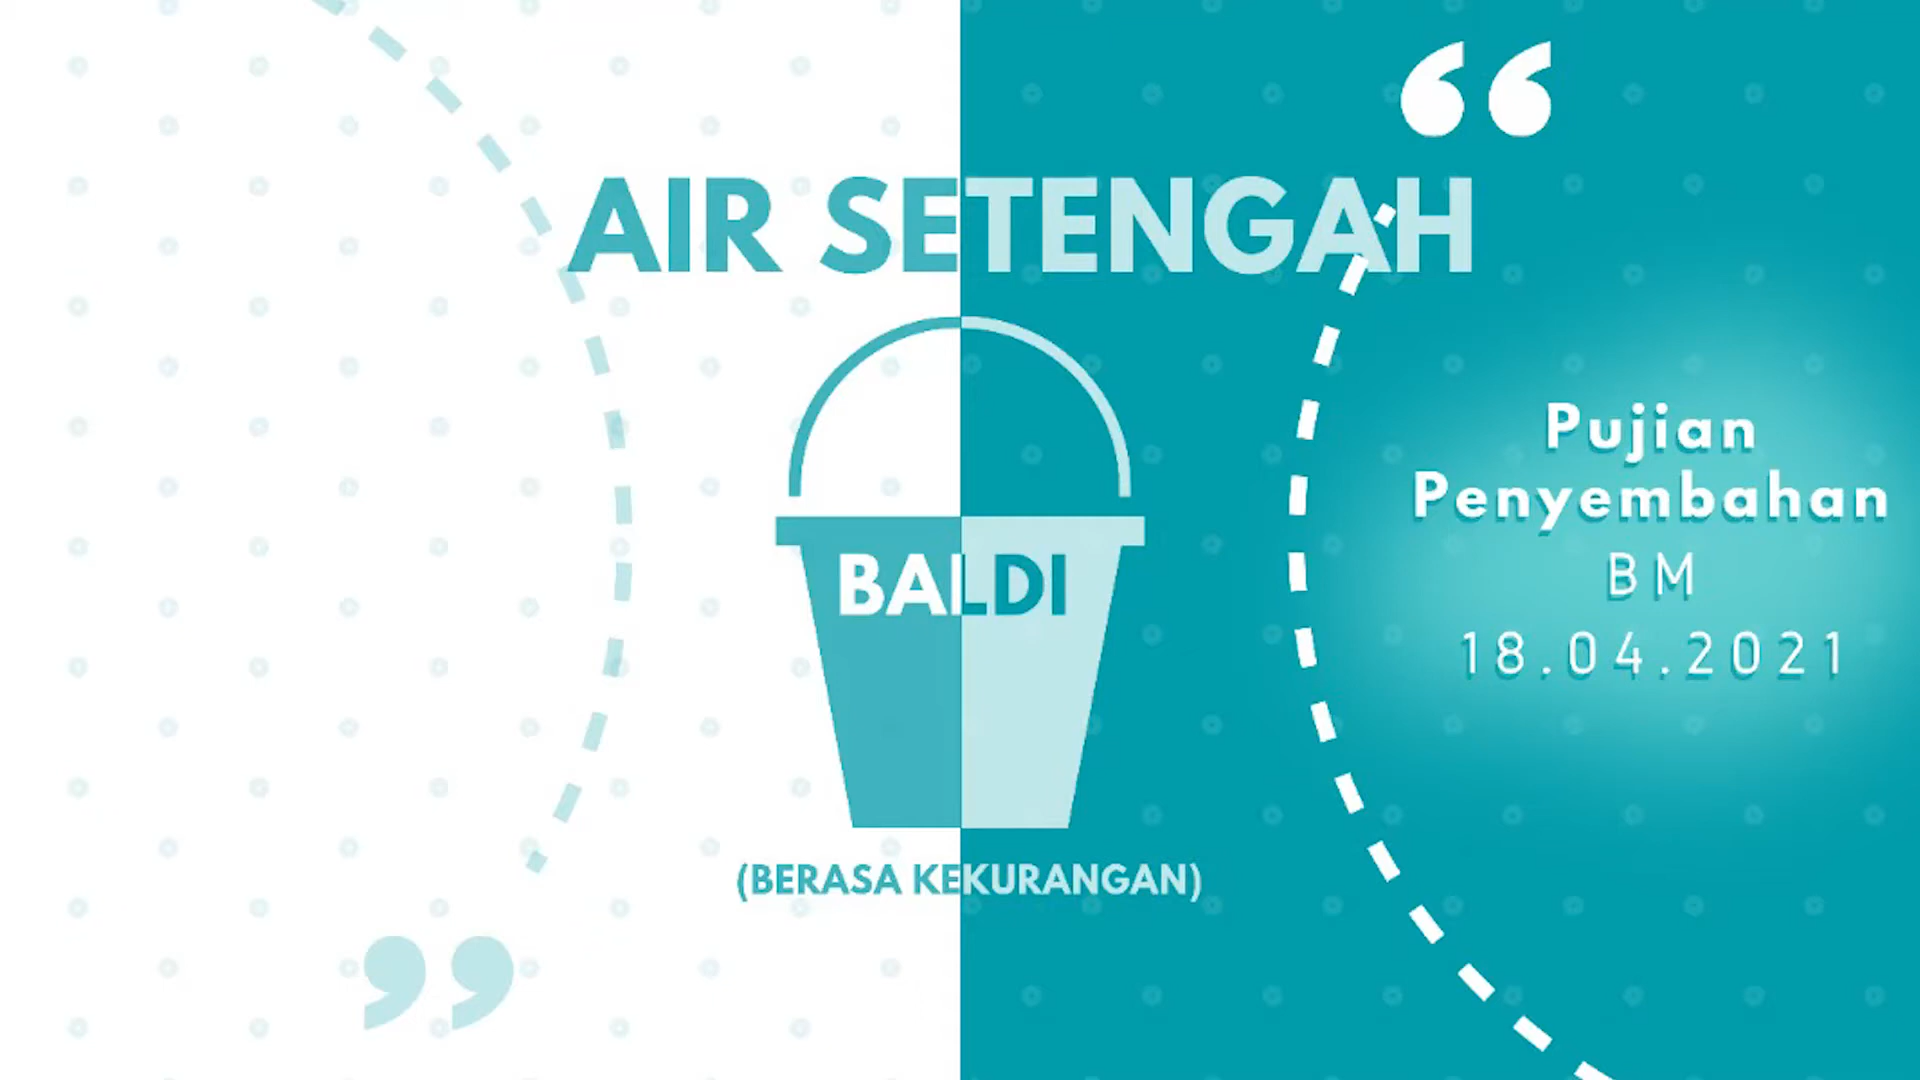 AIR SETENGAH
BALDI
(BERASA KEKURANGAN)
Pujian
Penyembahan
BM
18.04.2021